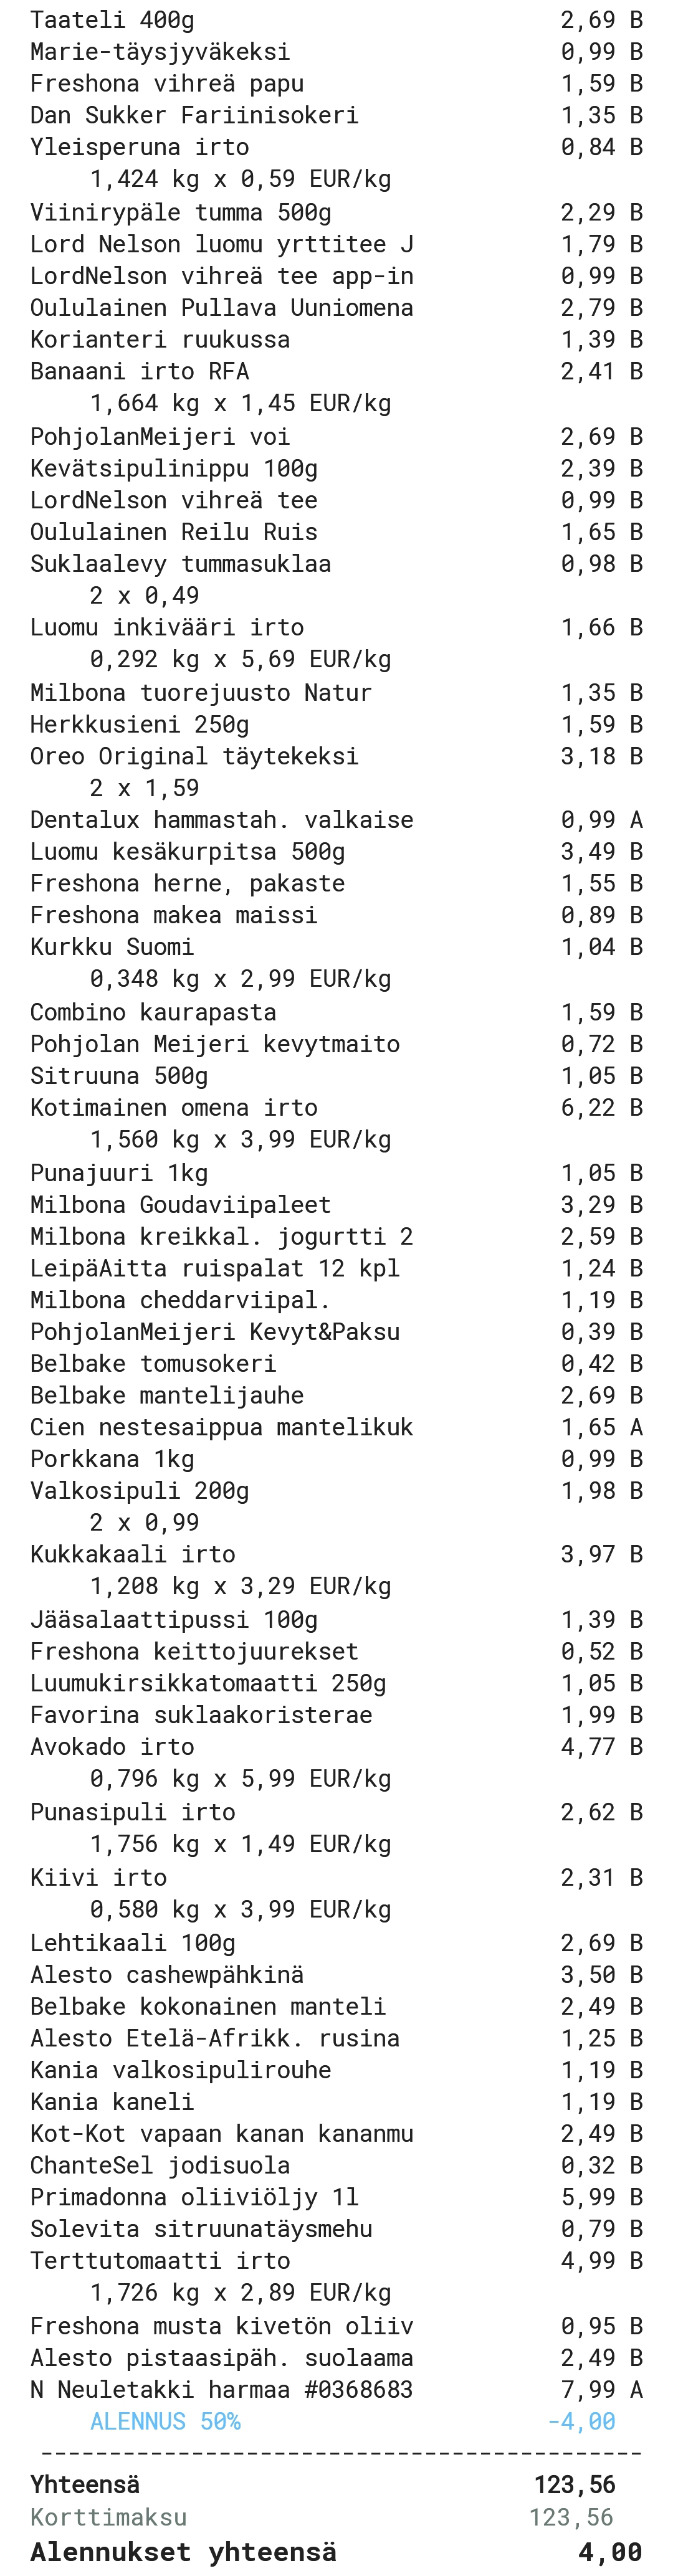 Taateli 400g 2,69 B
Marie-täysjyväkeksi 0,99 B
Freshona vihreä papu 1,59 B
Dan Sukker Fariinisokeri 1,35 B
Yleisperuna irto 0,84 B
1,424 kg x 0,59 EUR/kg
Viinirypäle tumma 500g 2,29 B
Lord Nelson luomu yrttitee J 1,79 B
LordNelson vihreä tee app-in 0,99 B
Oululainen Pullava Uuniomena 2,79 B
Korianteri ruukussa 1,39 B
Banaani irto RFA 2,41 B
1,664 kg x 1,45 EUR/kg
PohjolanMeijeri voi 2,69 B
Kevätsipulinippu 100g 2,39 B
LordNelson vihreä tee 0,99 B
Oululainen Reilu Ruis 1,65 B
Suklaalevy tummasuklaa 0,98 B
2 x 0,49
Luomu inkivääri irto 1,66 B
0,292 kg x 5,69 EUR/kg
Milbona tuorejuusto Natur 1,35 B
Herkkusieni 250g 1,59 B
Oreo Original täytekeksi 3,18 B
2 x 1,59
Dentalux hammastah. valkaise 0,99 A
Luomu kesäkurpitsa 500g 3,49 B
Freshona herne, pakaste 1,55 B
Freshona makea maissi 0,89 B
Kurkku Suomi 1,04 B
0,348 kg x 2,99 EUR/kg
Combino kaurapasta 1,59 B
Pohjolan Meijeri kevytmaito 0,72 B
Sitruuna 500g 1,05 B
Kotimainen omena irto 6,22 B
1,560 kg x 3,99 EUR/kg
Punajuuri 1kg 1,05 B
Milbona Goudaviipaleet 3,29 B
Milbona kreikkal. jogurtti 2 2,59 B
LeipäAitta ruispalat 12 kpl 1,24 B
Milbona cheddarviipal. 1,19 B
PohjolanMeijeri Kevyt&Paksu 0,39 B
Belbake tomusokeri 0,42 B
Belbake mantelijauhe 2,69 B
Cien nestesaippua mantelikuk 1,65 A
Porkkana 1kg 0,99 B
Valkosipuli 200g 1,98 B
2 x 0,99
Kukkakaali irto 3,97 B
1,208 kg x 3,29 EUR/kg
Jääsalaattipussi 100g 1,39 B
Freshona keittojuurekset 0,52 B
Luumukirsikkatomaatti 250g 1,05 B
Favorina suklaakoristerae 1,99 B
Avokado irto 4,77 B
0,796 kg x 5,99 EUR/kg
Punasipuli irto 2,62 B
1,756 kg x 1,49 EUR/kg
Kiivi irto 2,31 B
0,580 kg x 3,99 EUR/kg
Lehtikaali 100g 2,69 B
Alesto cashewpähkinä 3,50 B
Belbake kokonainen manteli 2,49 B
Alesto Etelä-Afrikk. rusina 1,25 B
Kania valkosipulirouhe 1,19 B
Kania kaneli 1,19 B
Kot-Kot vapaan kanan kananmu 2,49 B
ChanteSel jodisuola 0,32 B
Primadonna oliiviöljy 1l 5,99 B
Solevita sitruunatäysmehu 0,79 B
Terttutomaatti irto 4,99 B
1,726 kg x 2,89 EUR/kg
Freshona musta kivetön oliiv 0,95 B
Alesto pistaasipäh. suolaama 2,49 B
N Neuletakki harmaa #0368683 7,99 A
ALENNUS 50% -4,00
--------------------------------------------
Yhteensä 123,56
Korttimaksu 123,56
Alennukset yhteensä 4,00